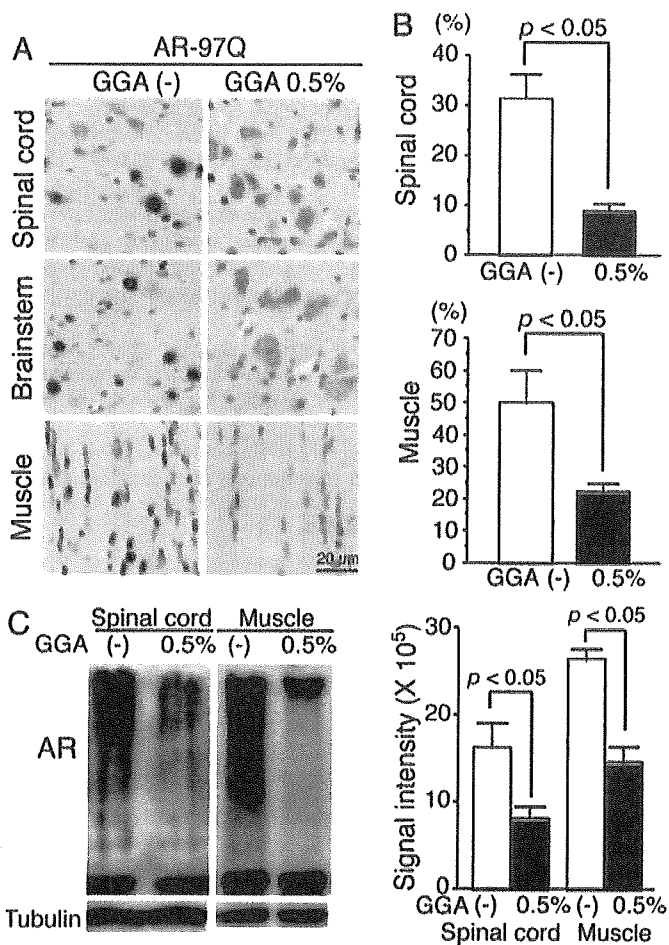 A
AR-97Q
GGA (-) GGA 0.5%
Spinal cord
Brainstem
Muscle
20 µm
B (%)
p < 0.05
Spinal cord
40
30
20
10
0
GGA (-) 0.5%
(%)
p < 0.05
Muscle
70
60
50
40
30
20
10
0
GGA (-) 0.5%
C
Spinal cord Muscle
GGA (-) 0.5% (-) 0.5%
AR
Tubulin
Signal intensity (X 10⁵)
30
20
10
0
p < 0.05
p < 0.05
GGA (-) 0.5% (-) 0.5%
Spinal cord Muscle